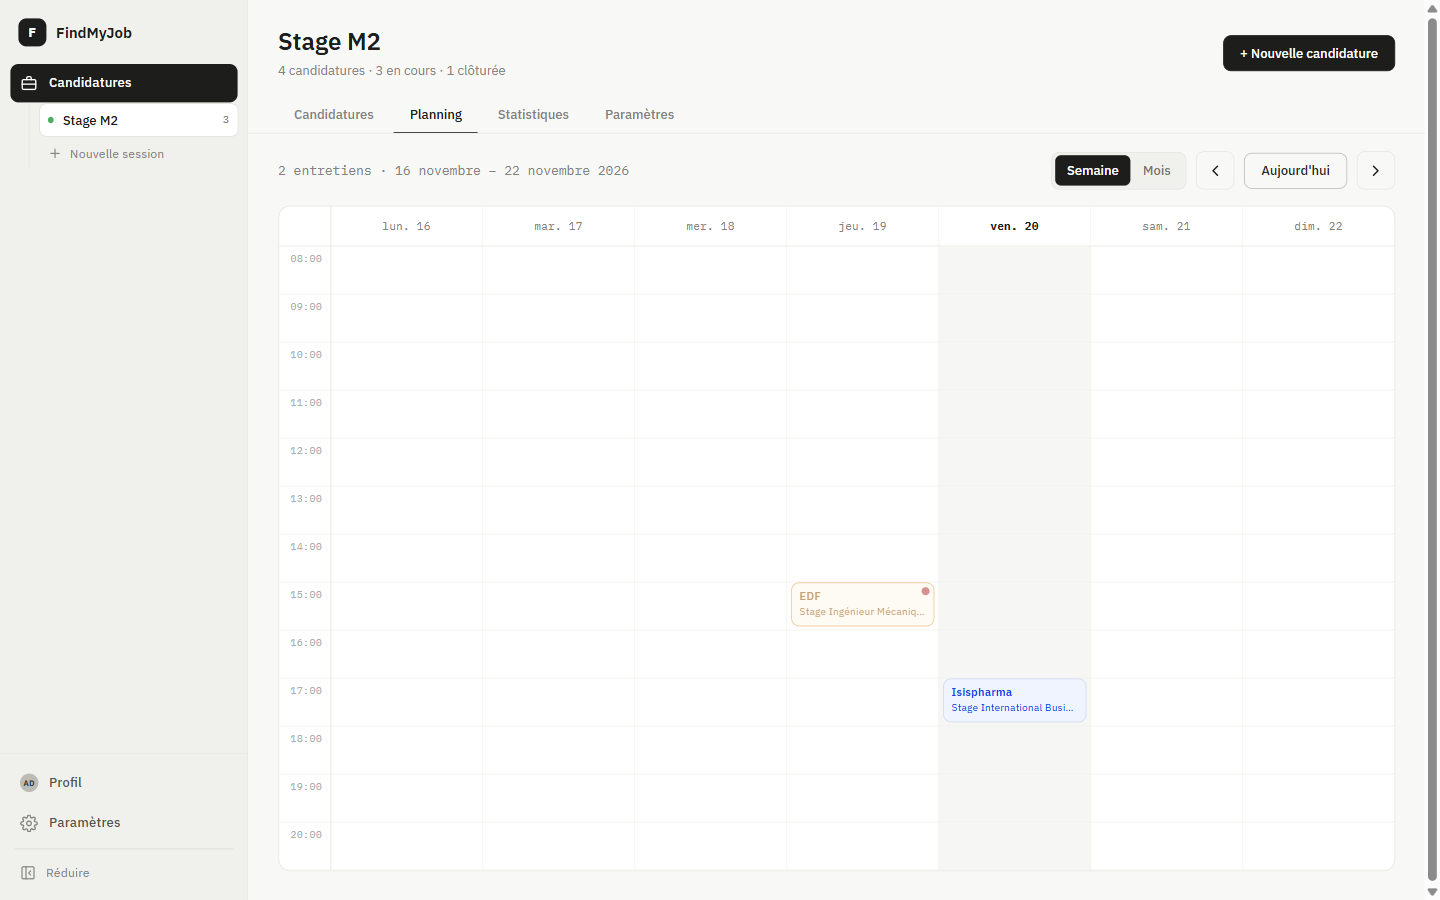 F FindMyJob
Candidatures
Stage M2 3
Nouvelle session
Stage M2
4 candidatures · 3 en cours · 1 clôturée
+ Nouvelle candidature
Candidatures Planning Statistiques Paramètres
2 entretiens · 16 novembre – 22 novembre 2026
Semaine Mois Aujourd'hui
lun. 16 mar. 17 mer. 18 jeu. 19 ven. 20 sam. 21 dim. 22
08:00
09:00
10:00
11:00
12:00
13:00
14:00
15:00
EDF
Stage Ingénieur Mécaniq...
16:00
17:00
Isispharma
Stage International Busi...
18:00
19:00
20:00
AD Profil
Paramètres
Réduire